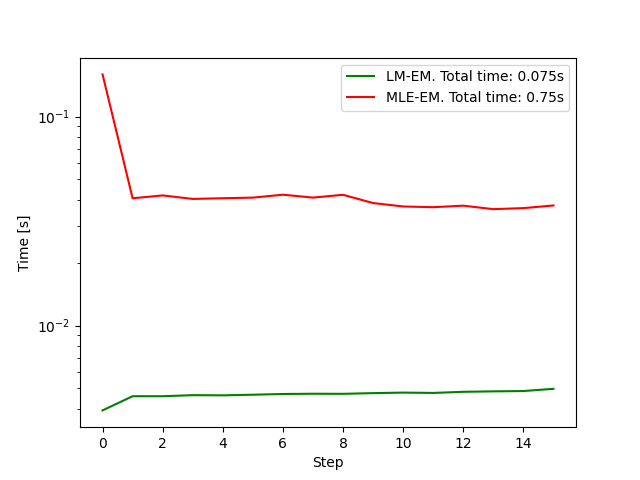 LM-EM. Total time: 0.075s
MLE-EM. Total time: 0.75s
10⁻¹
10⁻²
Time [s]
0 2 4 6 8 10 12 14
Step